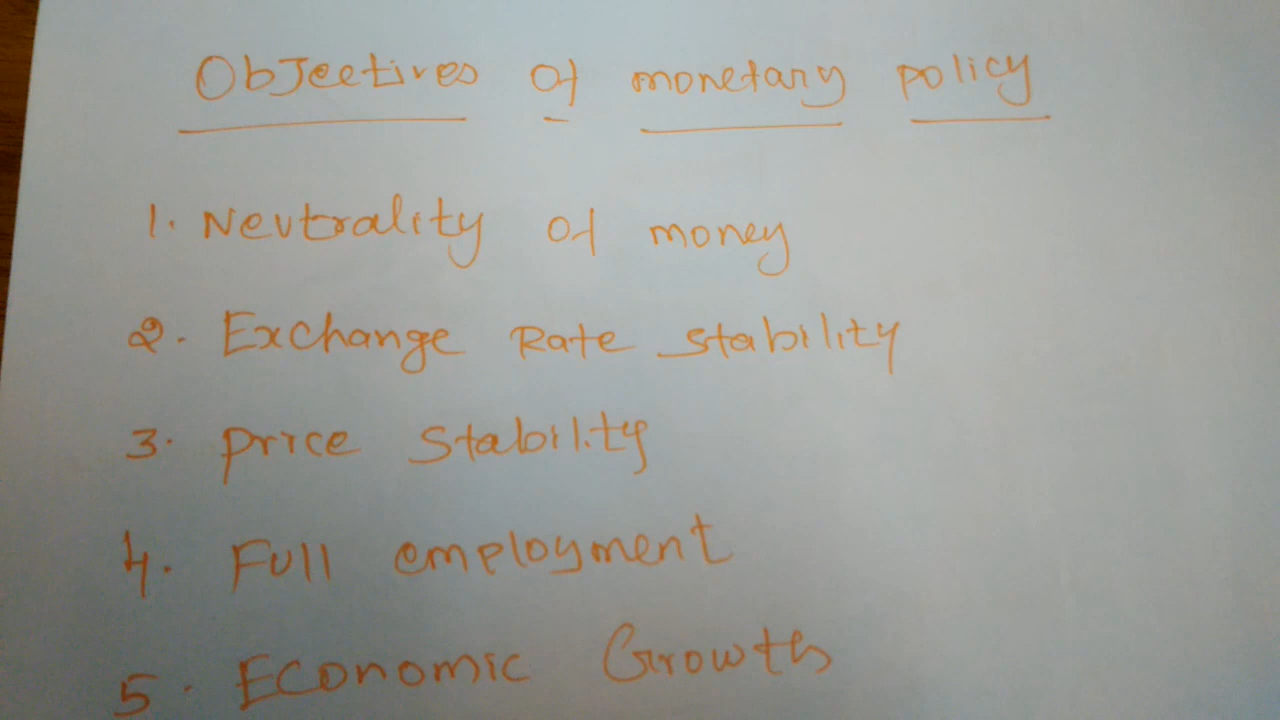 Objectives of monetary policy
1. Neutrality of money
2. Exchange Rate stability
3. price stability
4. Full employment
5. Economic Growth